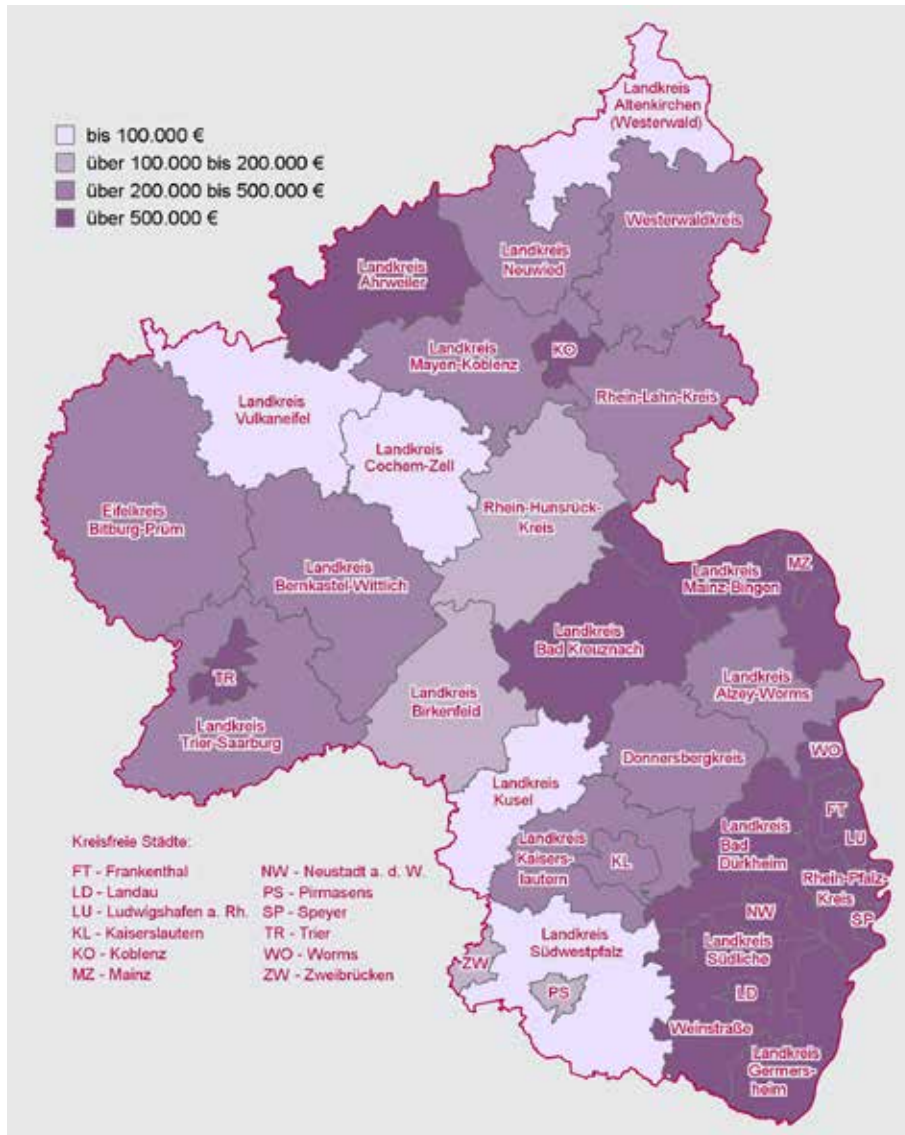 bis 100.000 €
über 100.000 bis 200.000 €
über 200.000 bis 500.000 €
über 500.000 €
Landkreis
Altenkirchen
(Westerwald)
Westerwaldkreis
Landkreis
Neuwied
Landkreis
Ahrweiler
Landkreis
Mayen-Koblenz
KO
Rhein-Lahn-Kreis
Landkreis
Vulkaneifel
Landkreis
Cochem-Zell
Rhein-Hunsrück-
Kreis
Eifelkreis
Bitburg-Prüm
Landkreis
Bernkastel-Wittlich
Landkreis
Mainz-Bingen
MZ
Landkreis
Bad Kreuznach
TR
Landkreis
Trier-Saarburg
Landkreis
Birkenfeld
Landkreis
Alzey-Worms
Donnersbergkreis
WO
Landkreis
Kusel
FT
LU
Landkreis
Bad
Dürkheim
Landkreis
Kaisers-
lautern
KL
Rhein-Pfalz-
Kreis
SP
NW
Landkreis
Südwestpfalz
ZW
PS
Landkreis
Südliche
LD
Weinstraße
Landkreis
Germers-
heim
Kreisfreie Städte:
FT - Frankenthal
LD - Landau
LU - Ludwigshafen a. Rh.
KL - Kaiserslautern
KO - Koblenz
MZ - Mainz
NW - Neustadt a. d. W.
PS - Pirmasens
SP - Speyer
TR - Trier
WO - Worms
ZW - Zweibrücken